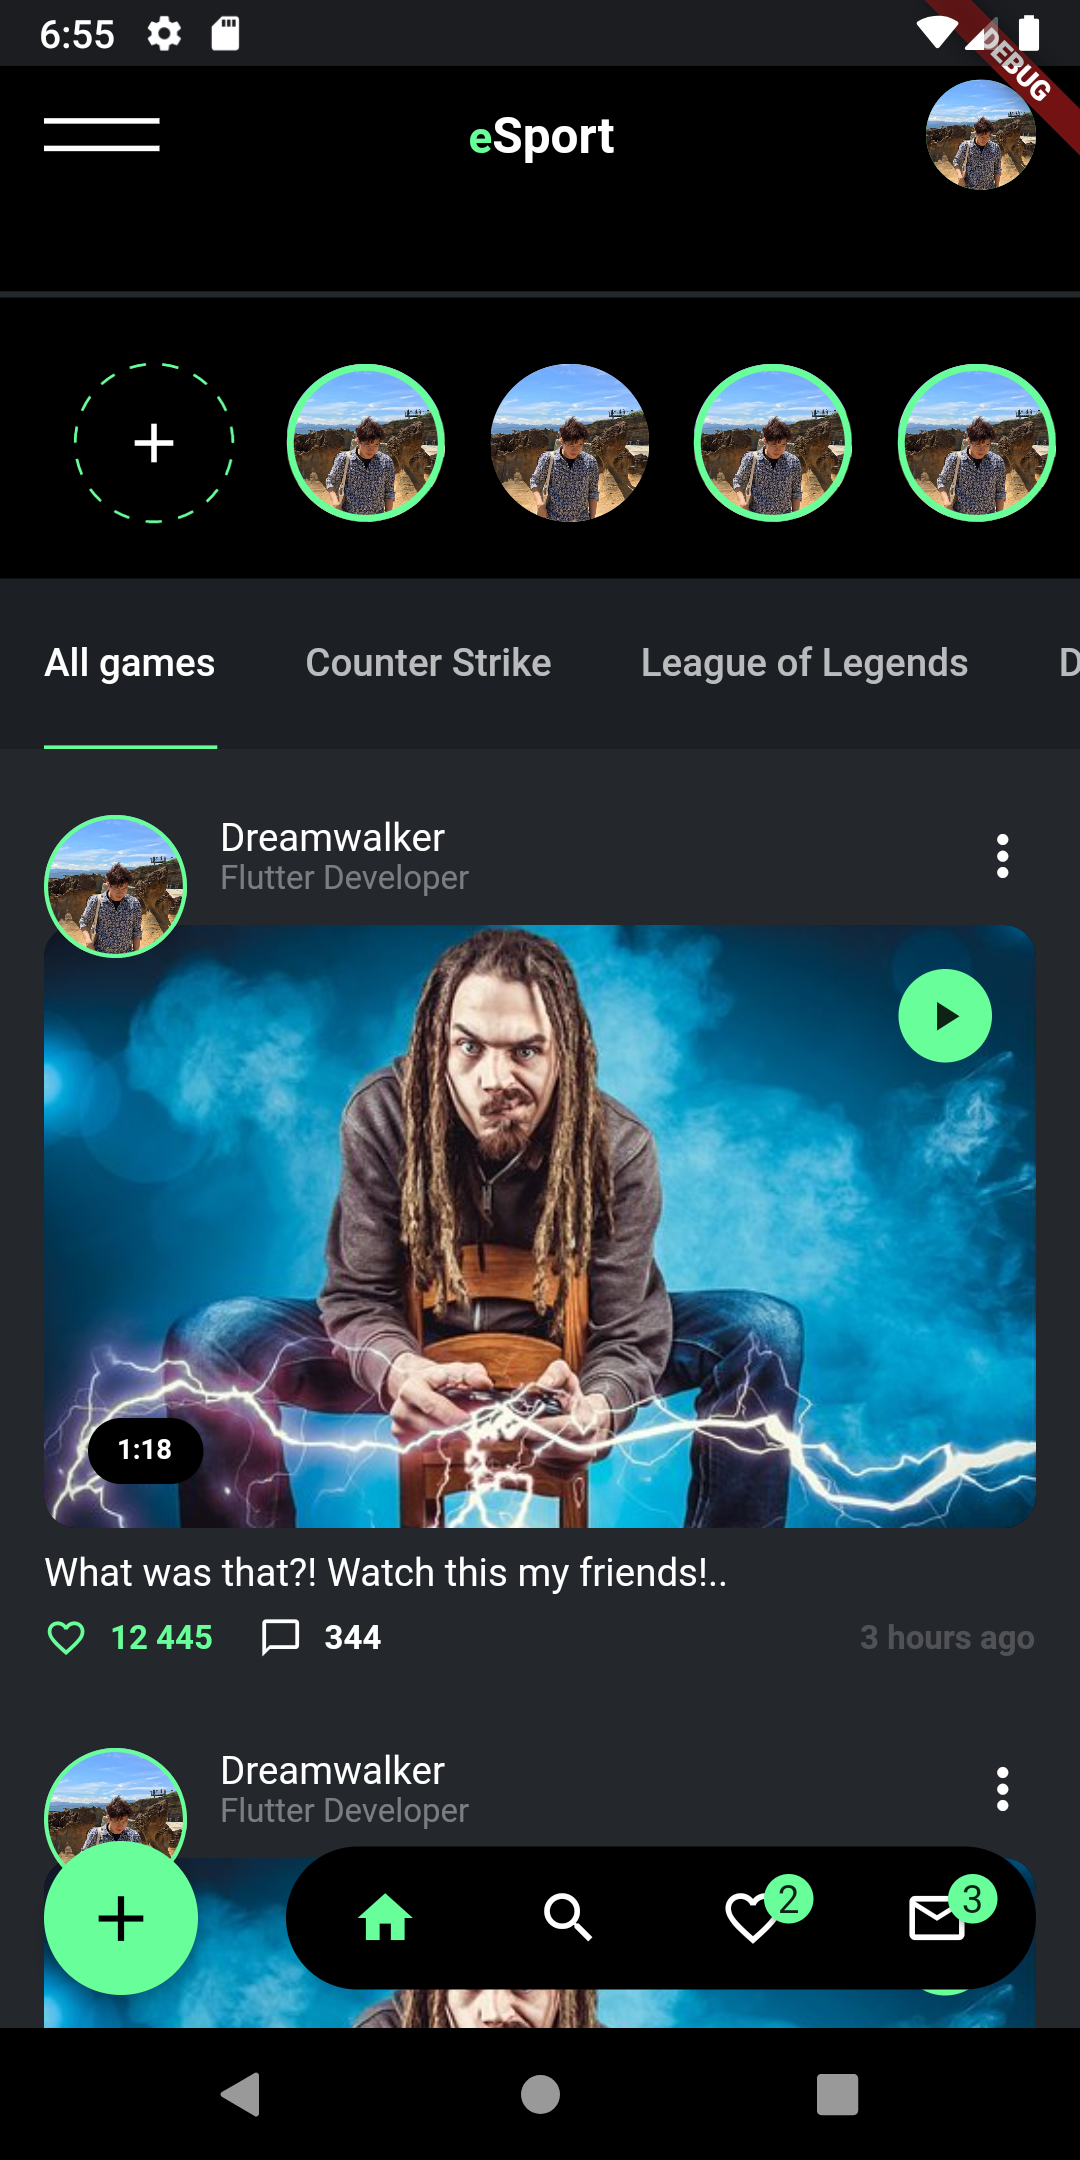 6:55
DEBUG
eSport
All games Counter Strike League of Legends D
Dreamwalker
Flutter Developer
1:18
What was that?! Watch this my friends!..
12 445 344 3 hours ago
Dreamwalker
Flutter Developer
2 3